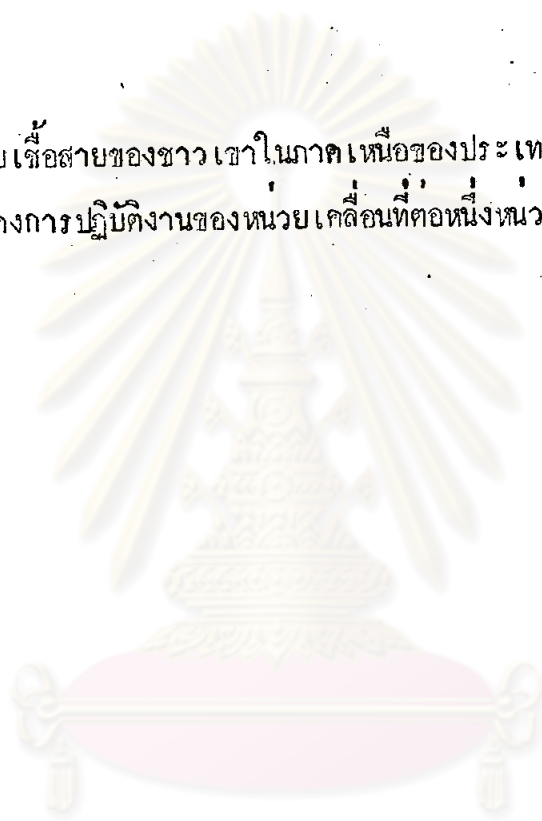 เชื้อสายของชาวเขาในภาคเหนือของประเท
งการปฏิบัติงานของหน่วยเคลื่อนที่ต่อหนึ่งหน่ว